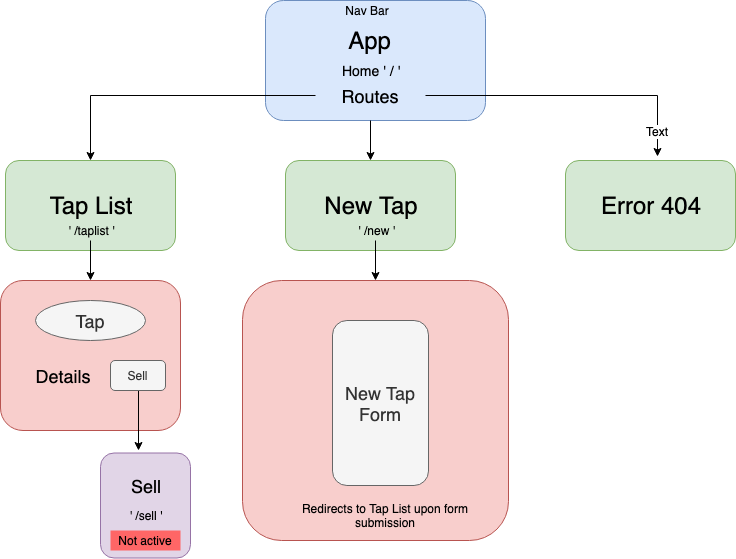 Nav Bar
App
Home ' / '
Routes
Text
Tap List
' /taplist '
New Tap
' /new '
Error 404
Tap
Details
Sell
New Tap
Form
Redirects to Tap List upon form
submission
Sell
' /sell '
Not active